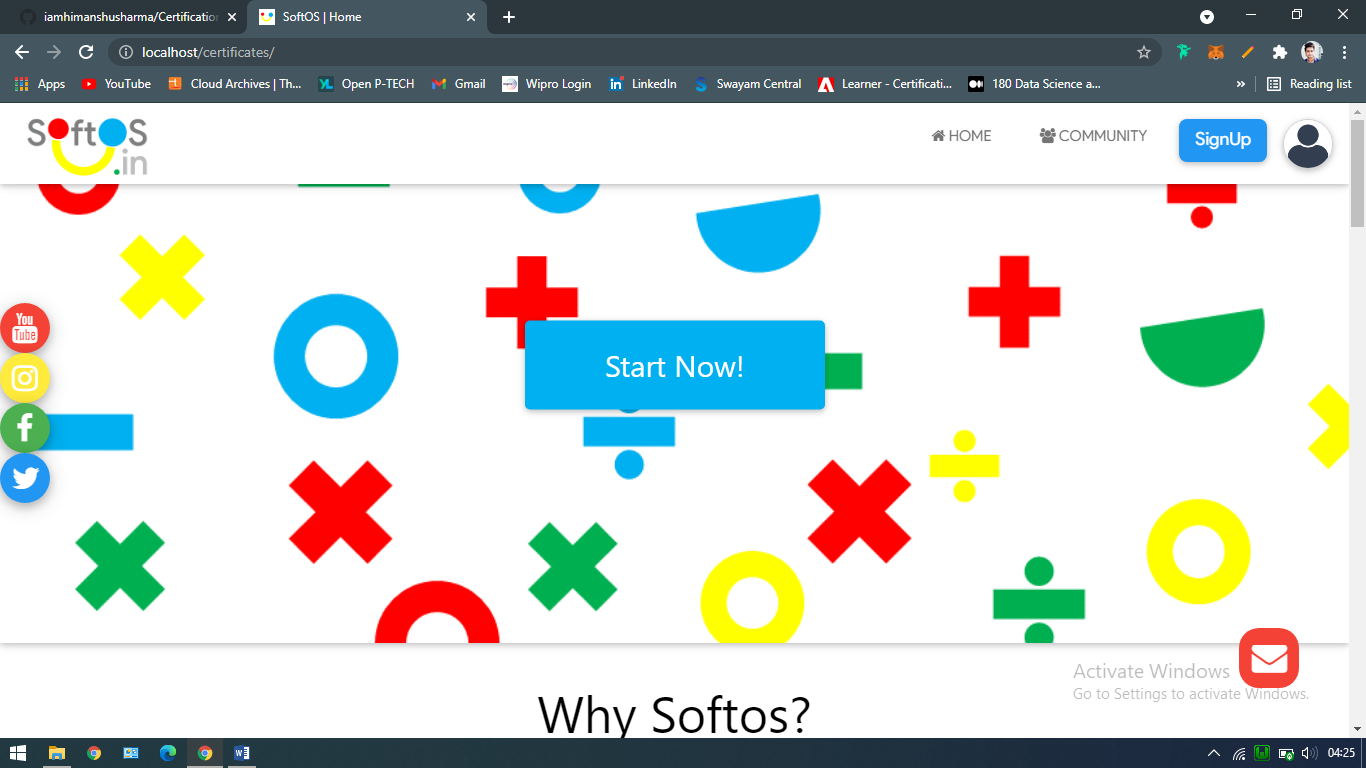 iamhimanshusharma/Certification
SoftOS | Home
localhost/certificates/
Apps
YouTube
Cloud Archives | Th...
Open P-TECH
Gmail
Wipro Login
LinkedIn
Swayam Central
Learner - Certificati...
180 Data Science a...
»
Reading list
SoftOS
.in
HOME
COMMUNITY
SignUp
You
Tube
Start Now!
Activate Windows
Go to Settings to activate Windows.
Why Softos?
04:25